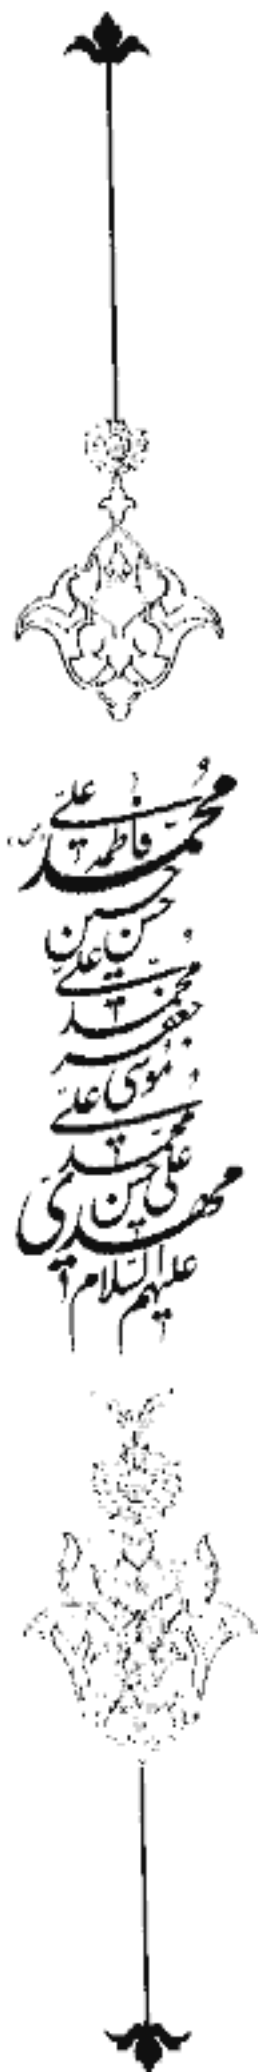 محمد علی
فاطمه
حسن حسین
علی
محمد
جعفر
موسی علی
محمد
علی حسن
مهدی
علیهم السلام